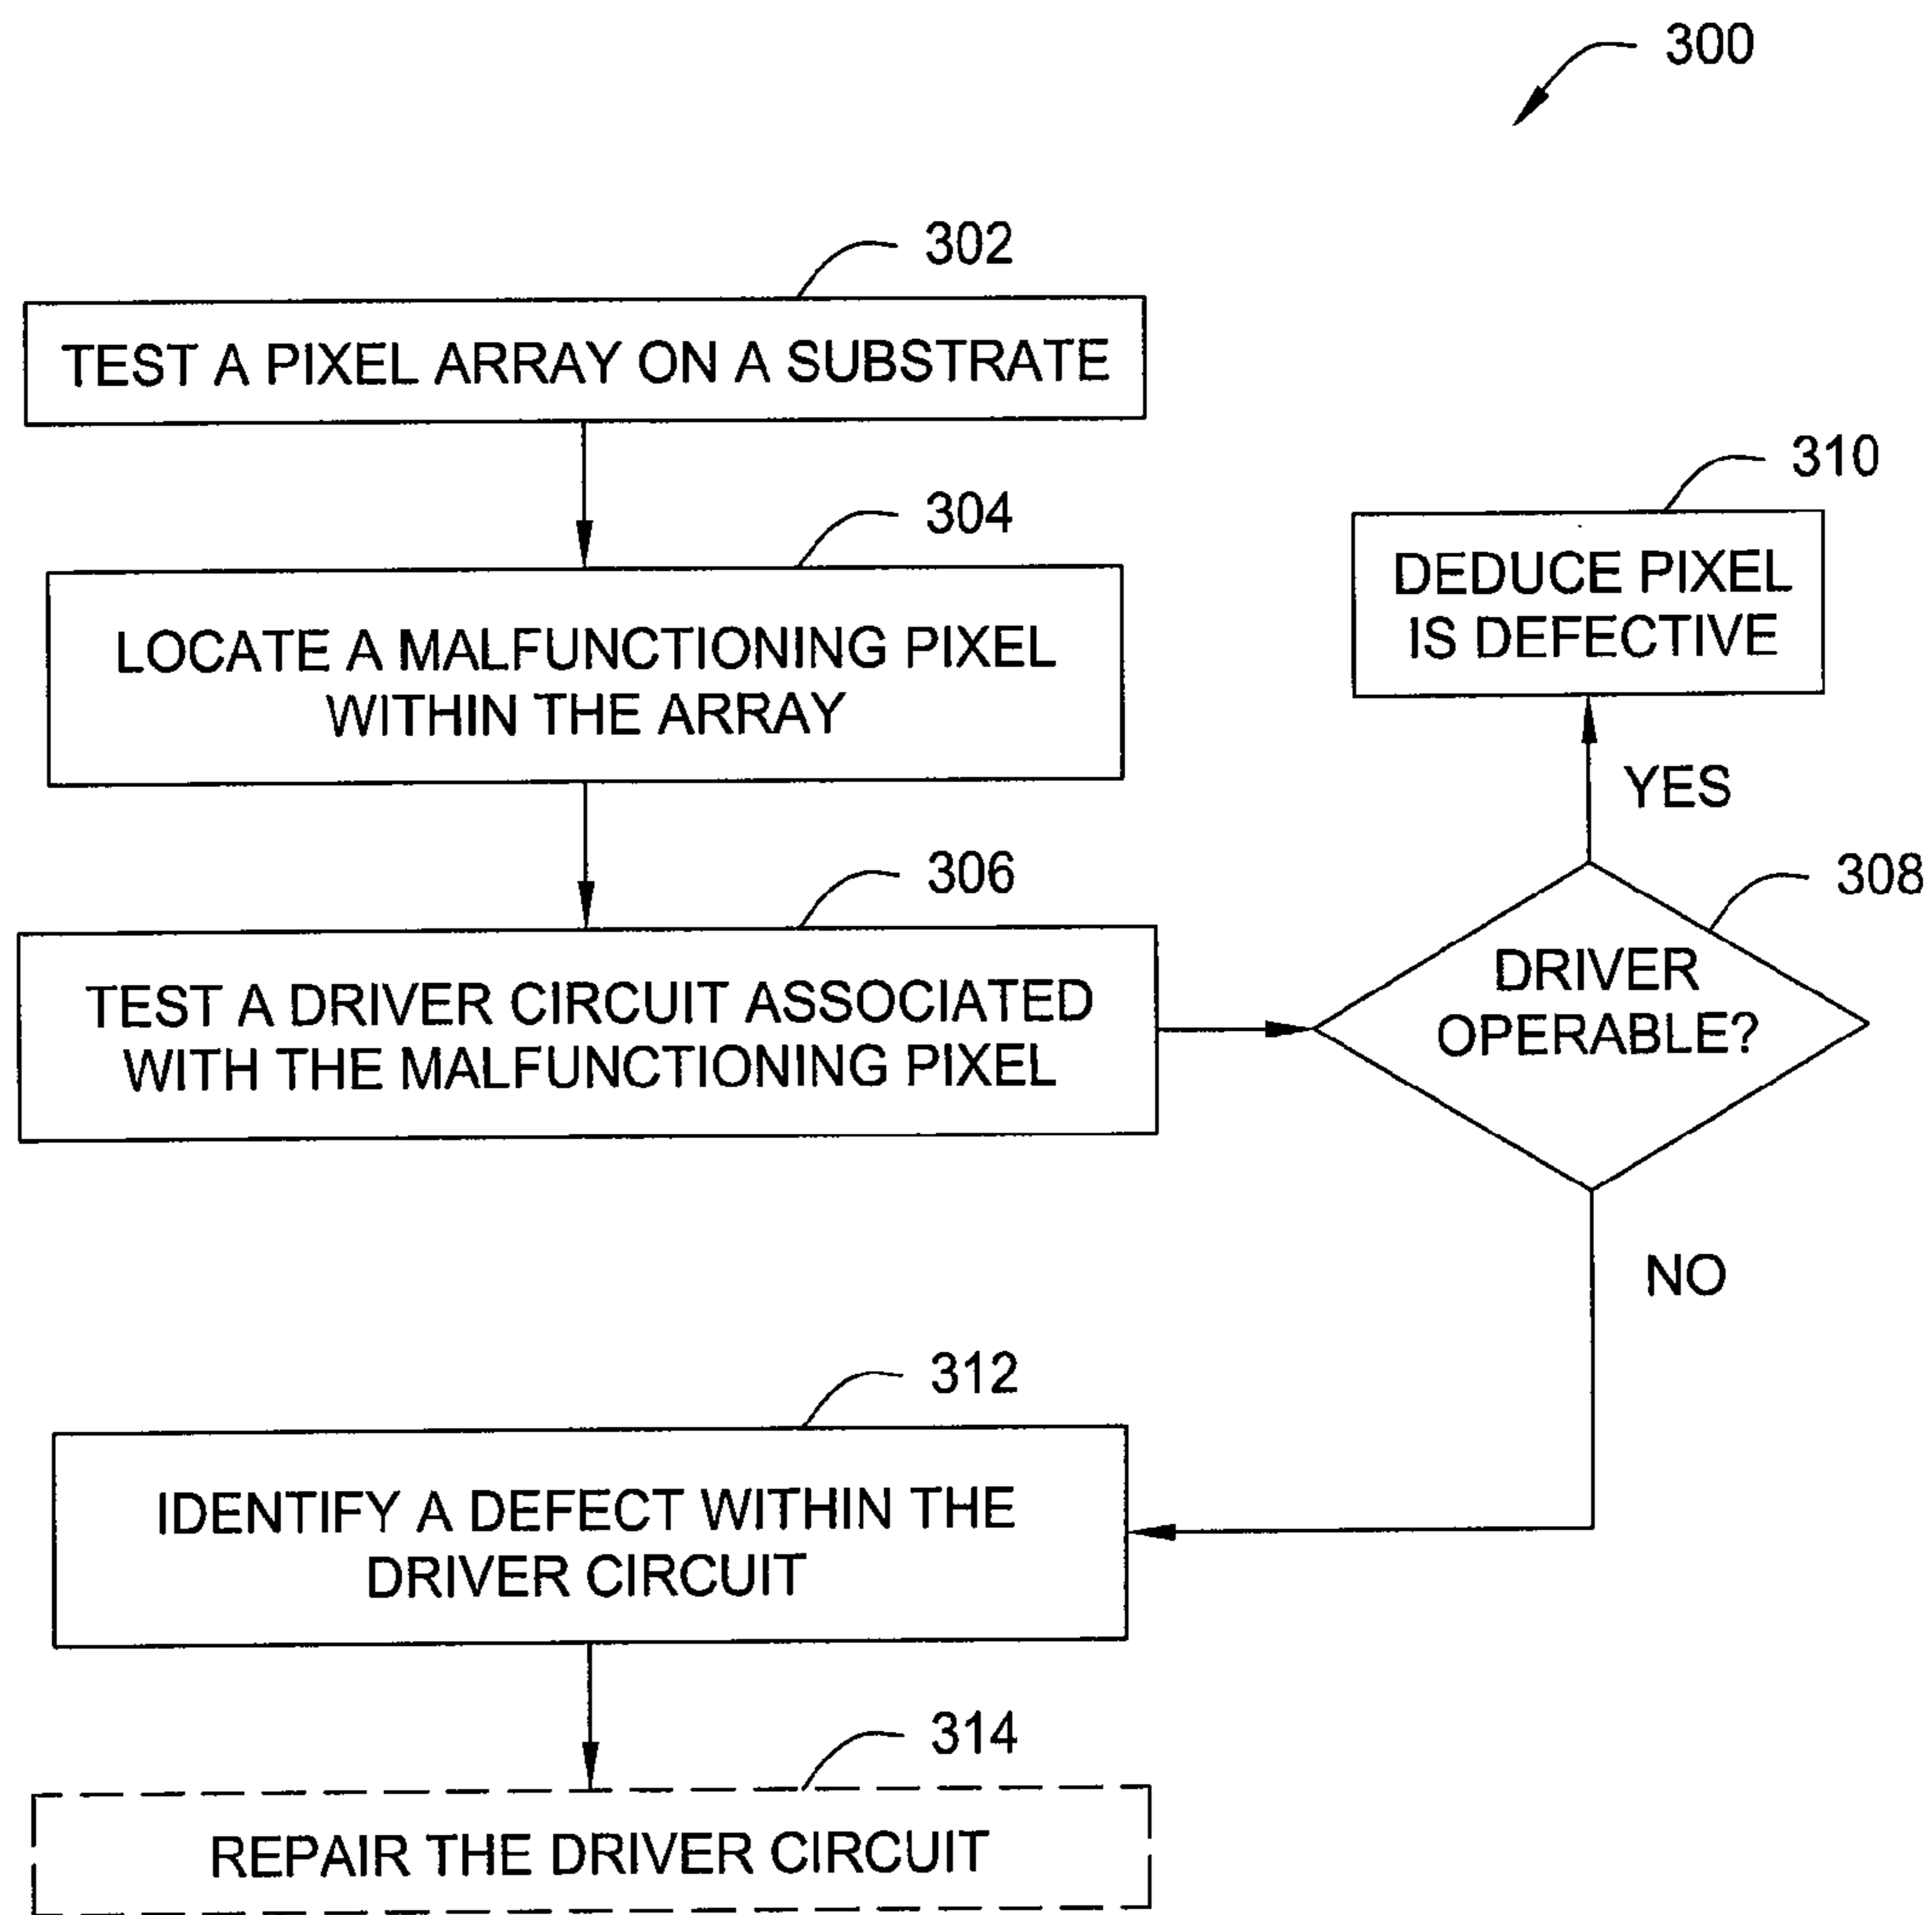 300
302
TEST A PIXEL ARRAY ON A SUBSTRATE
304
LOCATE A MALFUNCTIONING PIXEL
WITHIN THE ARRAY
310
DEDUCE PIXEL
IS DEFECTIVE
YES
306
TEST A DRIVER CIRCUIT ASSOCIATED
WITH THE MALFUNCTIONING PIXEL
308
DRIVER
OPERABLE?
NO
312
IDENTIFY A DEFECT WITHIN THE
DRIVER CIRCUIT
314
REPAIR THE DRIVER CIRCUIT